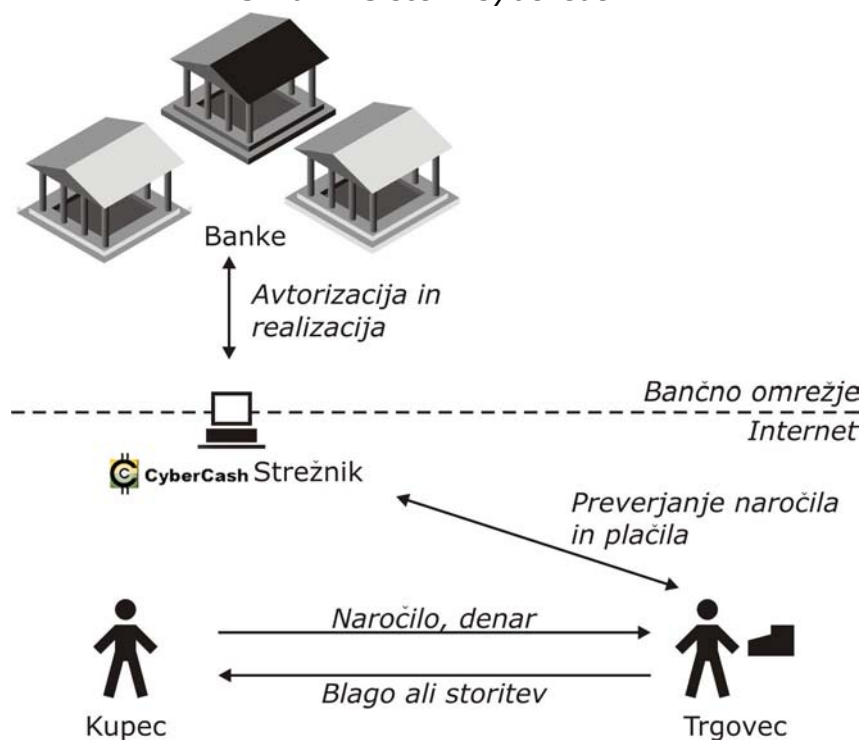 Banke
Avtorizacija in
realizacija
Bančno omrežje
Internet
CyberCash Strežnik
Preverjanje naročila
in plačila
Naročilo, denar
Blago ali storitev
Kupec
Trgovec